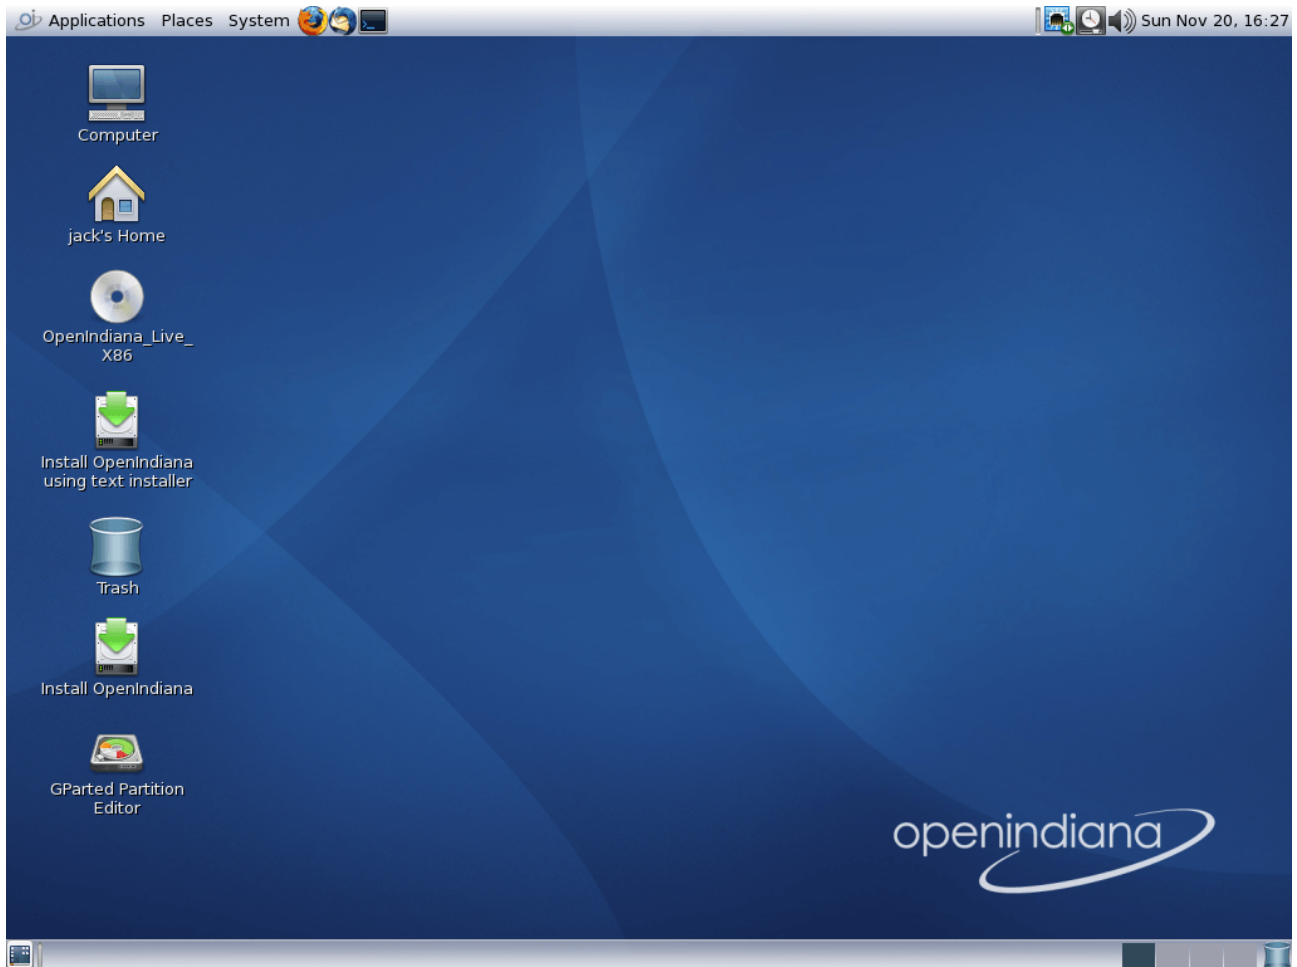 Applications Places System
Sun Nov 20, 16:27
Computer
jack's Home
OpenIndiana_Live_
X86
Install OpenIndiana
using text installer
Trash
Install OpenIndiana
GParted Partition
Editor
openindiana